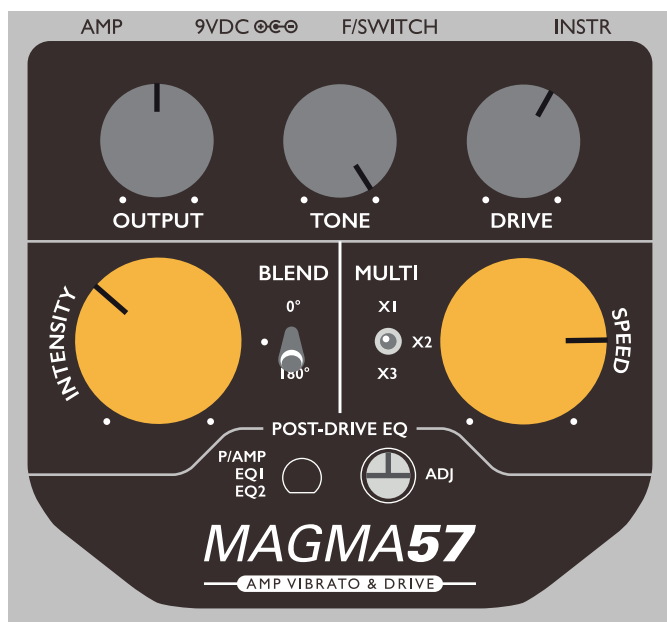 AMP 9VDC F/SWITCH INSTR
OUTPUT TONE DRIVE
INTENSITY
BLEND
0°
180°
MULTI
X1
X2
X3
SPEED
POST-DRIVE EQ
P/AMP
EQ1
EQ2
ADJ
MAGMA57
AMP VIBRATO & DRIVE